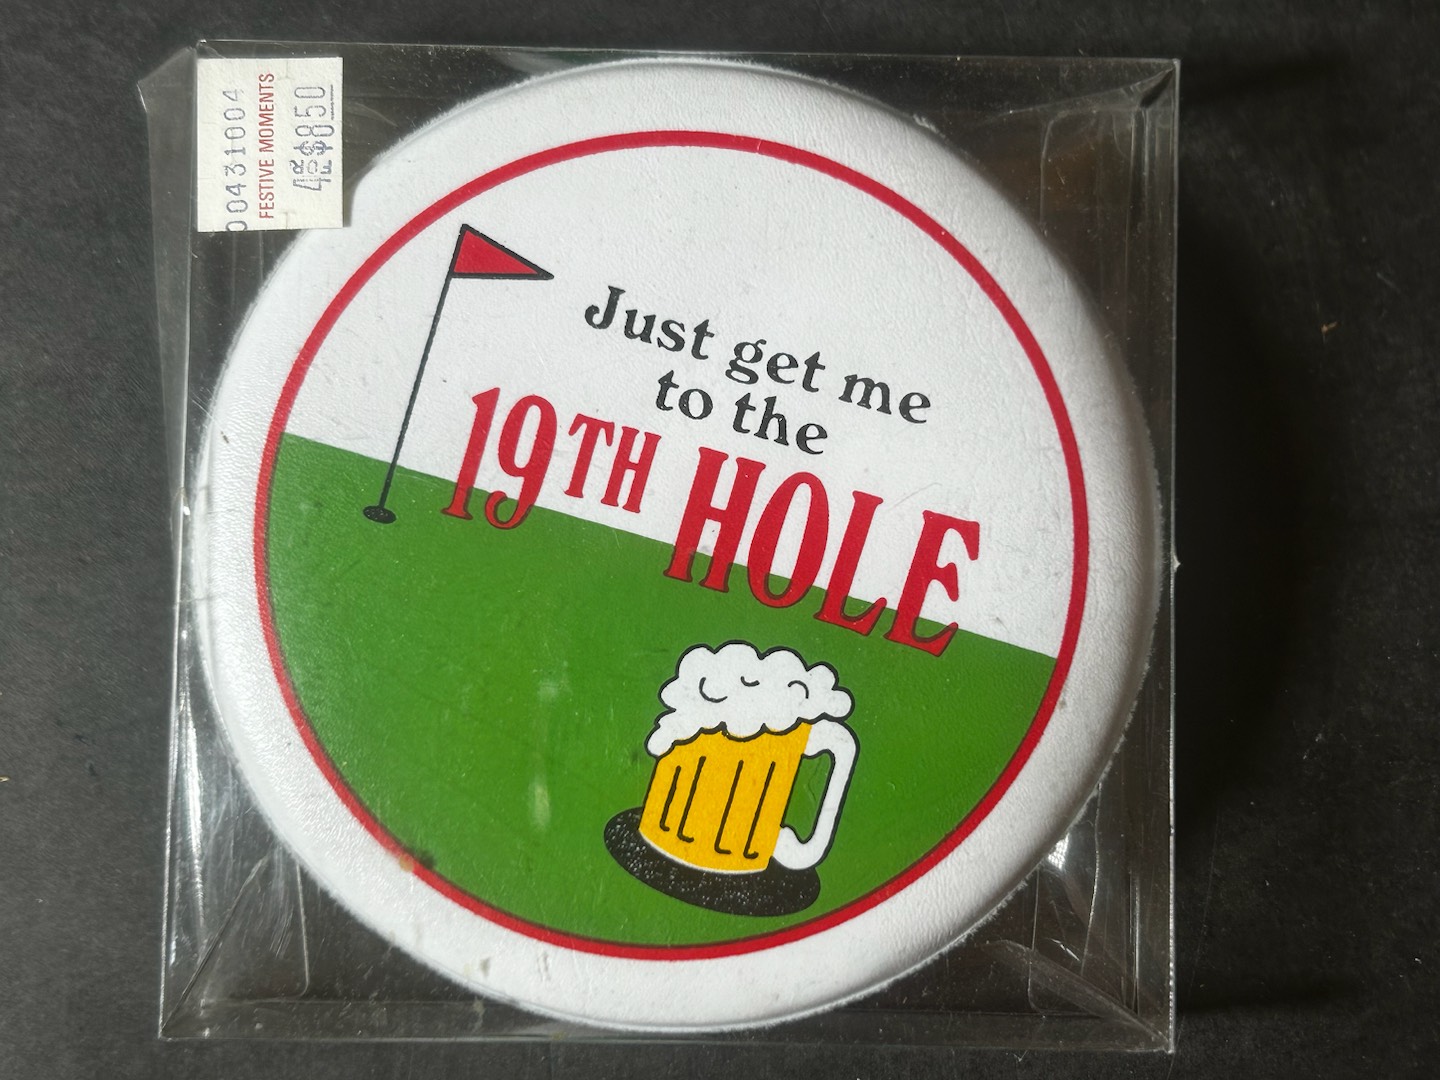 00431004
FESTIVE MOMENTS
Just get me
to the
19TH HOLE